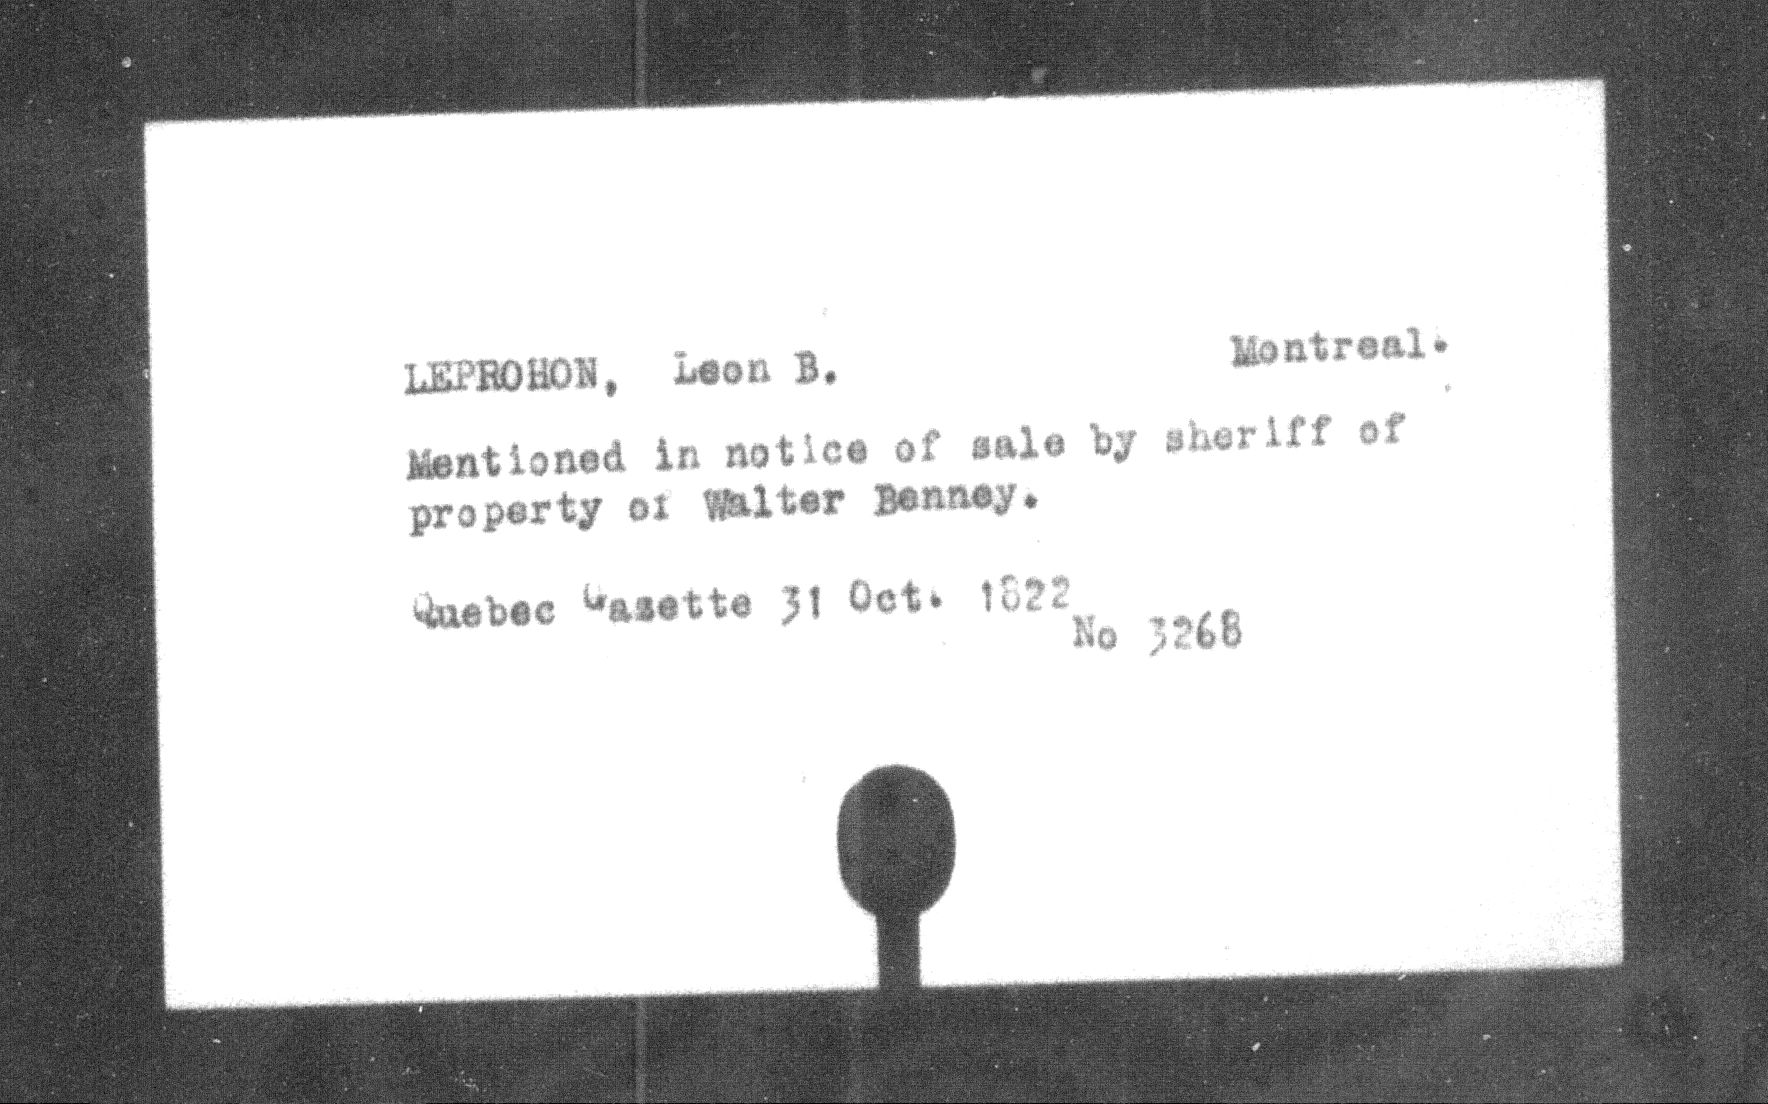 LEPROHON, Leon B. Montreal.
Mentioned in notice of sale by sheriff of
property of Walter Benney.
Quebec Gazette 31 Oct. 1822
No 3268